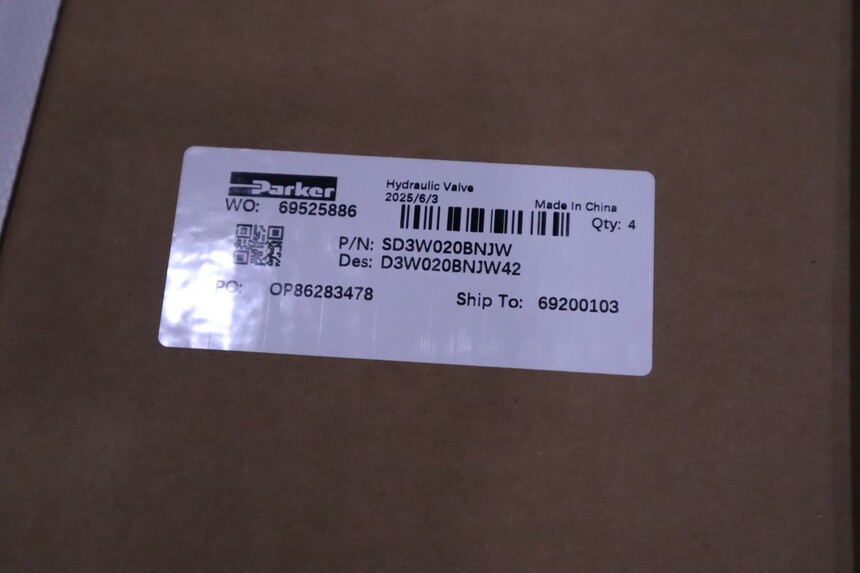 Parker
Hydraulic Valve
2025/6/3
Made In China
WO: 69525886
Qty: 4
P/N: SD3W020BNJW
Des: D3W020BNJW42
PO: OP86283478
Ship To: 69200103